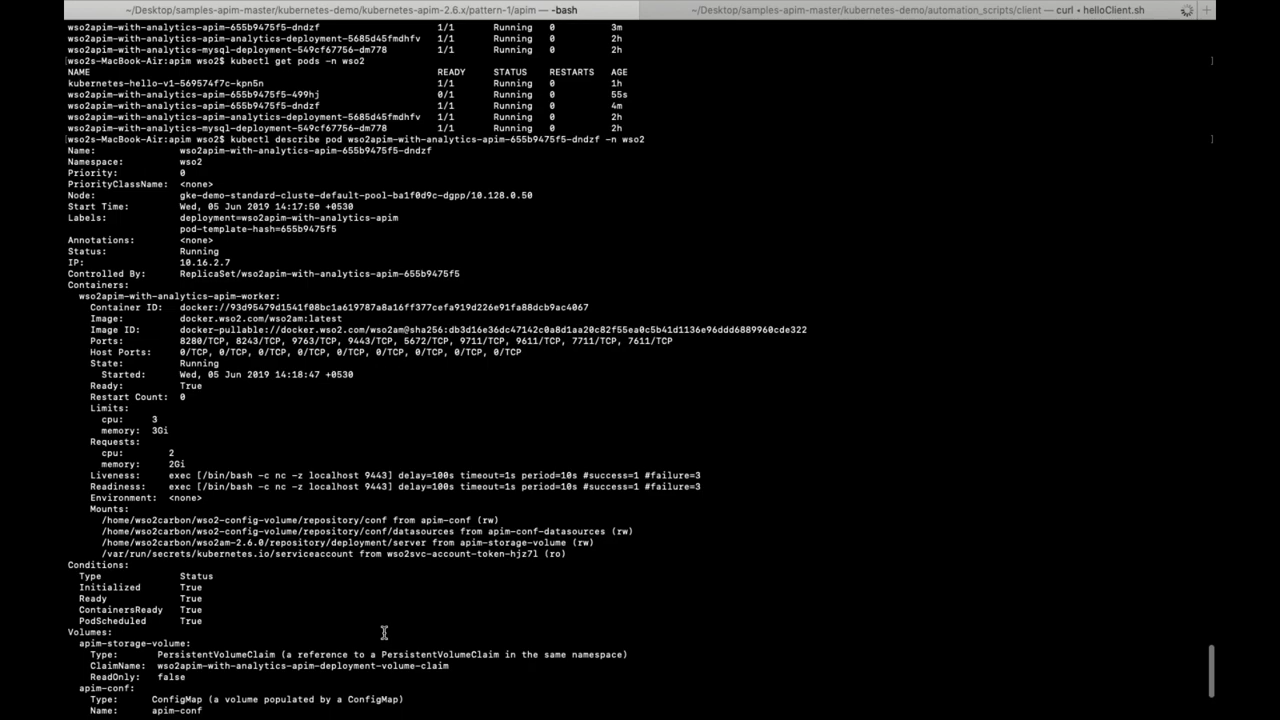 ~/Desktop/samples-apim-master/kubernetes-demo/kubernetes-apim-2.6.x/pattern-1/apim — -bash
~/Desktop/samples-apim-master/kubernetes-demo/automation_scripts/client — curl • helloClient.sh
wso2apim-with-analytics-apim-655b9475f5-dndzf 1/1 Running 0 3m
wso2apim-with-analytics-apim-analytics-deployment-5685d45fmdhfv 1/1 Running 0 2h
wso2apim-with-analytics-mysql-deployment-549cf67756-dm778 1/1 Running 0 2h
wso2s-MacBook-Air:apim wso2$ kubectl get pods -n wso2
NAME READY STATUS RESTARTS AGE
kubernetes-hello-v1-569574f7c-kpn5n 1/1 Running 0 1h
wso2apim-with-analytics-apim-655b9475f5-499hj 0/1 Running 0 55s
wso2apim-with-analytics-apim-655b9475f5-dndzf 1/1 Running 0 4m
wso2apim-with-analytics-apim-analytics-deployment-5685d45fmdhfv 1/1 Running 0 2h
wso2apim-with-analytics-mysql-deployment-549cf67756-dm778 1/1 Running 0 2h
[wso2s-MacBook-Air:apim wso2$ kubectl describe pod wso2apim-with-analytics-apim-655b9475f5-dndzf -n wso2 ]
Name: wso2apim-with-analytics-apim-655b9475f5-dndzf
Namespace: wso2
Priority: 0
PriorityClassName: <none>
Node: gke-demo-standard-cluste-default-pool-ba1f0d9c-dgpp/10.128.0.50
Start Time: Wed, 05 Jun 2019 14:17:50 +0530
Labels: deployment=wso2apim-with-analytics-apim
pod-template-hash=655b9475f5
Annotations: <none>
Status: Running
IP: 10.16.2.7
Controlled By: ReplicaSet/wso2apim-with-analytics-apim-655b9475f5
Containers:
wso2apim-with-analytics-apim-worker:
Container ID: docker://93d95479d1541f08bc1a619787a8a16ff377cefa919d226e91fa88dcb9ac4067
Image: docker.wso2.com/wso2am:latest
Image ID: docker-pullable://docker.wso2.com/wso2am@sha256:db3d16e36dc47142c0a8d1aa20c82f55ea0c5b41d1136e96ddd6889960cde322
Ports: 8280/TCP, 8243/TCP, 9763/TCP, 9443/TCP, 5672/TCP, 9711/TCP, 9611/TCP, 7711/TCP, 7611/TCP
Host Ports: 0/TCP, 0/TCP, 0/TCP, 0/TCP, 0/TCP, 0/TCP, 0/TCP, 0/TCP, 0/TCP
State: Running
Started: Wed, 05 Jun 2019 14:18:47 +0530
Ready: True
Restart Count: 0
Limits:
cpu: 3
memory: 3Gi
Requests:
cpu: 2
memory: 2Gi
Liveness: exec [/bin/bash -c nc -z localhost 9443] delay=100s timeout=1s period=10s #success=1 #failure=3
Readiness: exec [/bin/bash -c nc -z localhost 9443] delay=100s timeout=1s period=10s #success=1 #failure=3
Environment: <none>
Mounts:
/home/wso2carbon/wso2-config-volume/repository/conf from apim-conf (rw)
/home/wso2carbon/wso2-config-volume/repository/conf/datasources from apim-conf-datasources (rw)
/home/wso2carbon/wso2am-2.6.0/repository/deployment/server from apim-storage-volume (rw)
/var/run/secrets/kubernetes.io/serviceaccount from wso2svc-account-token-hjz7l (ro)
Conditions:
Type Status
Initialized True
Ready True
ContainersReady True
PodScheduled True
Volumes:
apim-storage-volume:
Type: PersistentVolumeClaim (a reference to a PersistentVolumeClaim in the same namespace)
ClaimName: wso2apim-with-analytics-apim-deployment-volume-claim
ReadOnly: false
apim-conf:
Type: ConfigMap (a volume populated by a ConfigMap)
Name: apim-conf